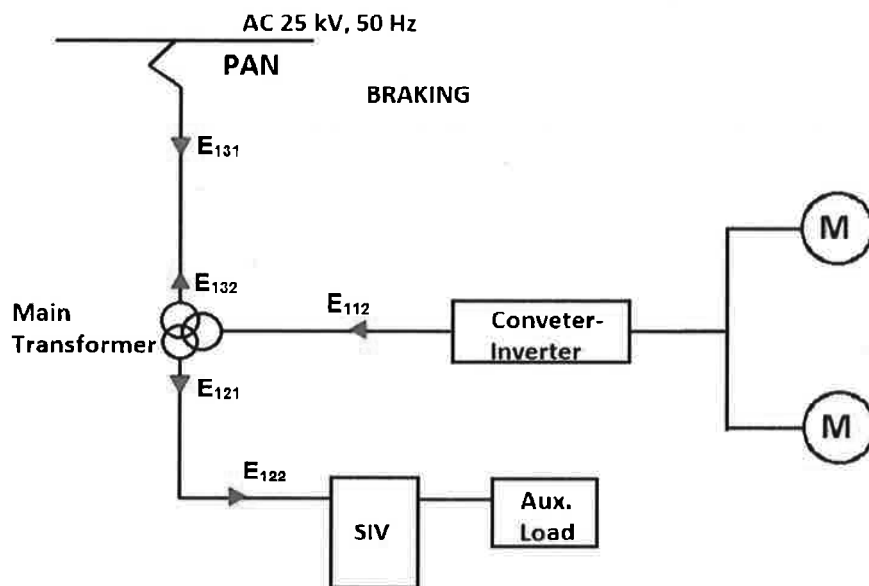 AC 25 kV, 50 Hz
PAN
BRAKING
E₁₃₁
E₁₃₂
E₁₁₂
Main
Transformer
Conveter-
Inverter
M
M
E₁₂₁
E₁₂₂
SIV
Aux.
Load